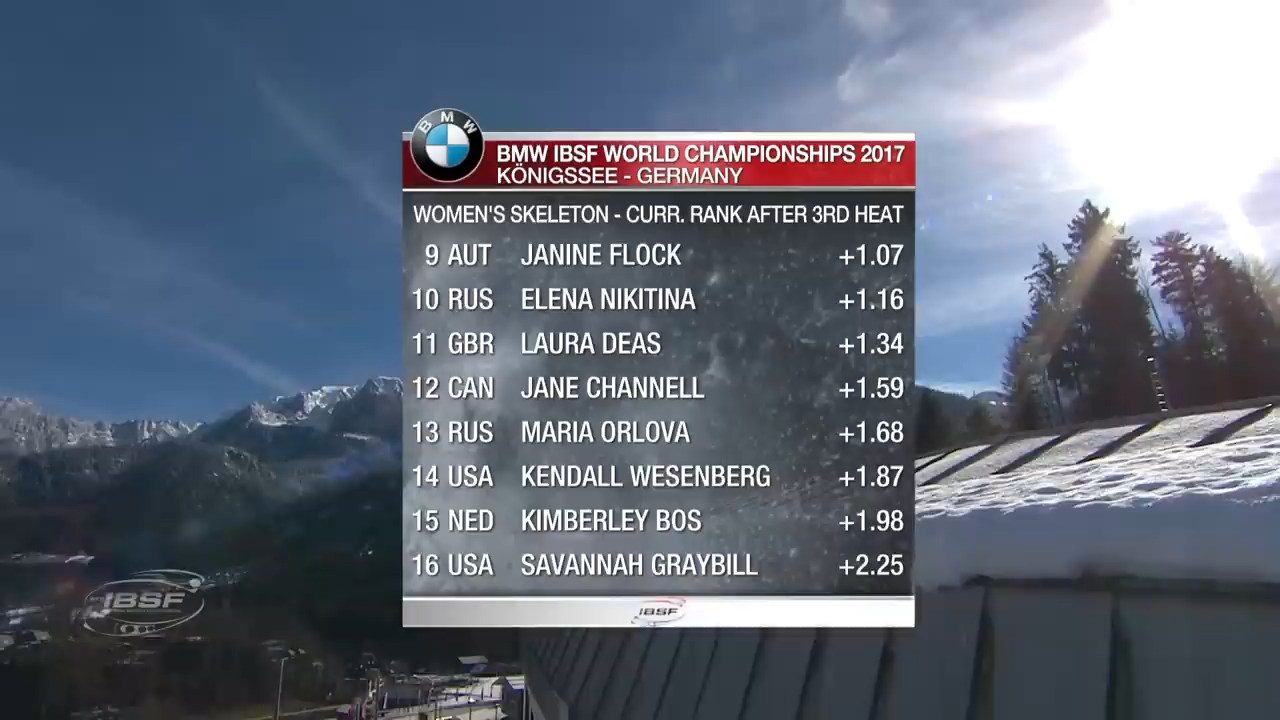 BMW
BMW IBSF WORLD CHAMPIONSHIPS 2017
KÖNIGSSEE - GERMANY
WOMEN'S SKELETON - CURR. RANK AFTER 3RD HEAT
9 AUT JANINE FLOCK +1.07
10 RUS ELENA NIKITINA +1.16
11 GBR LAURA DEAS +1.34
12 CAN JANE CHANNELL +1.59
13 RUS MARIA ORLOVA +1.68
14 USA KENDALL WESENBERG +1.87
15 NED KIMBERLEY BOS +1.98
16 USA SAVANNAH GRAYBILL +2.25
IBSF
IBSF